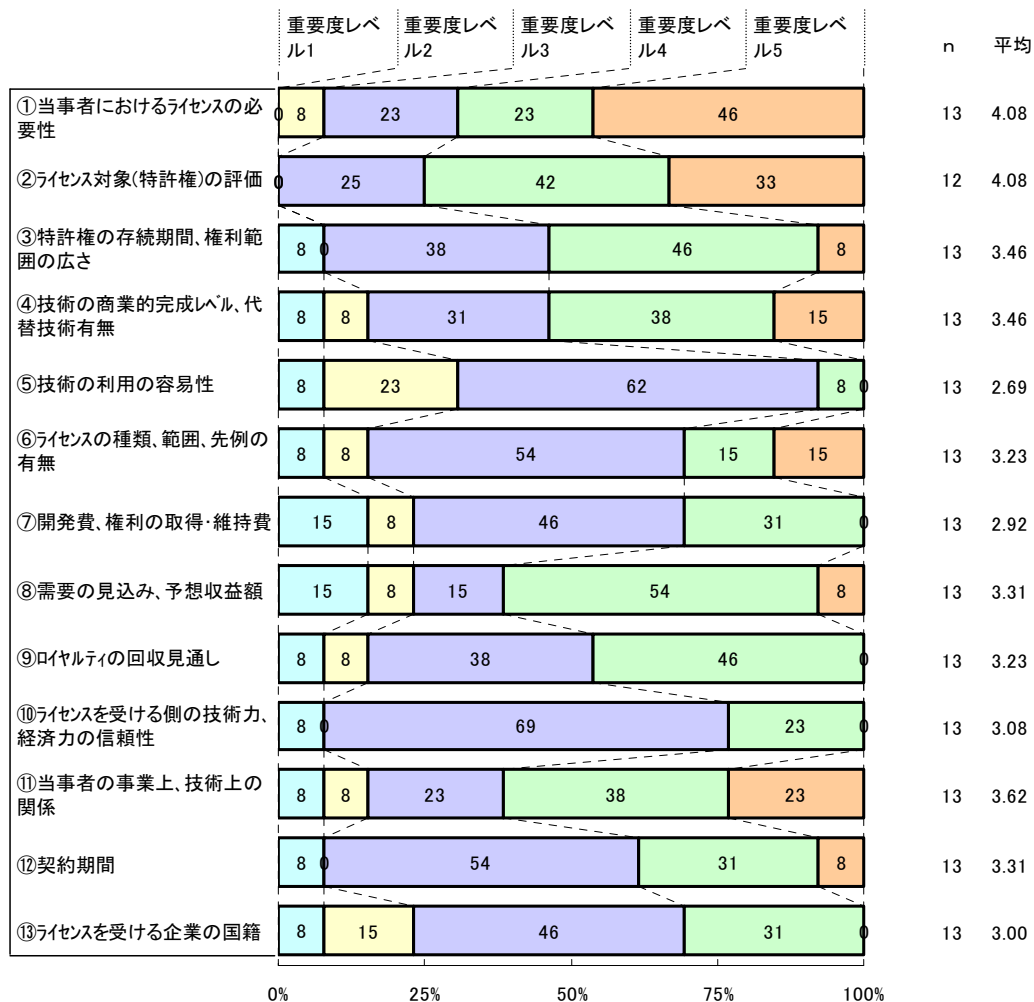 重要度レベル1 重要度レベル2 重要度レベル3 重要度レベル4 重要度レベル5 n 平均
①当事者におけるライセンスの必
要性
0 8 23 23 46 13 4.08
②ライセンス対象(特許権)の評価 0 25 42 33 12 4.08
③特許権の存続期間、権利範
囲の広さ
8 0 38 46 8 13 3.46
④技術の商業的完成レベル、代
替技術有無
8 8 31 38 15 13 3.46
⑤技術の利用の容易性 8 23 62 8 0 13 2.69
⑥ライセンスの種類、範囲、先例の
有無
8 8 54 15 15 13 3.23
⑦開発費、権利の取得・維持費 15 8 46 31 0 13 2.92
⑧需要の見込み、予想収益額 15 8 15 54 8 13 3.31
⑨ロイヤルティの回収見通し 8 8 38 46 0 13 3.23
⑩ライセンスを受ける側の技術力、
経済力の信頼性
8 0 69 23 0 13 3.08
⑪当事者の事業上、技術上の
関係
8 8 23 38 23 13 3.62
⑫契約期間 8 0 54 31 8 13 3.31
⑬ライセンスを受ける企業の国籍 8 15 46 31 0 13 3.00
0% 25% 50% 75% 100%